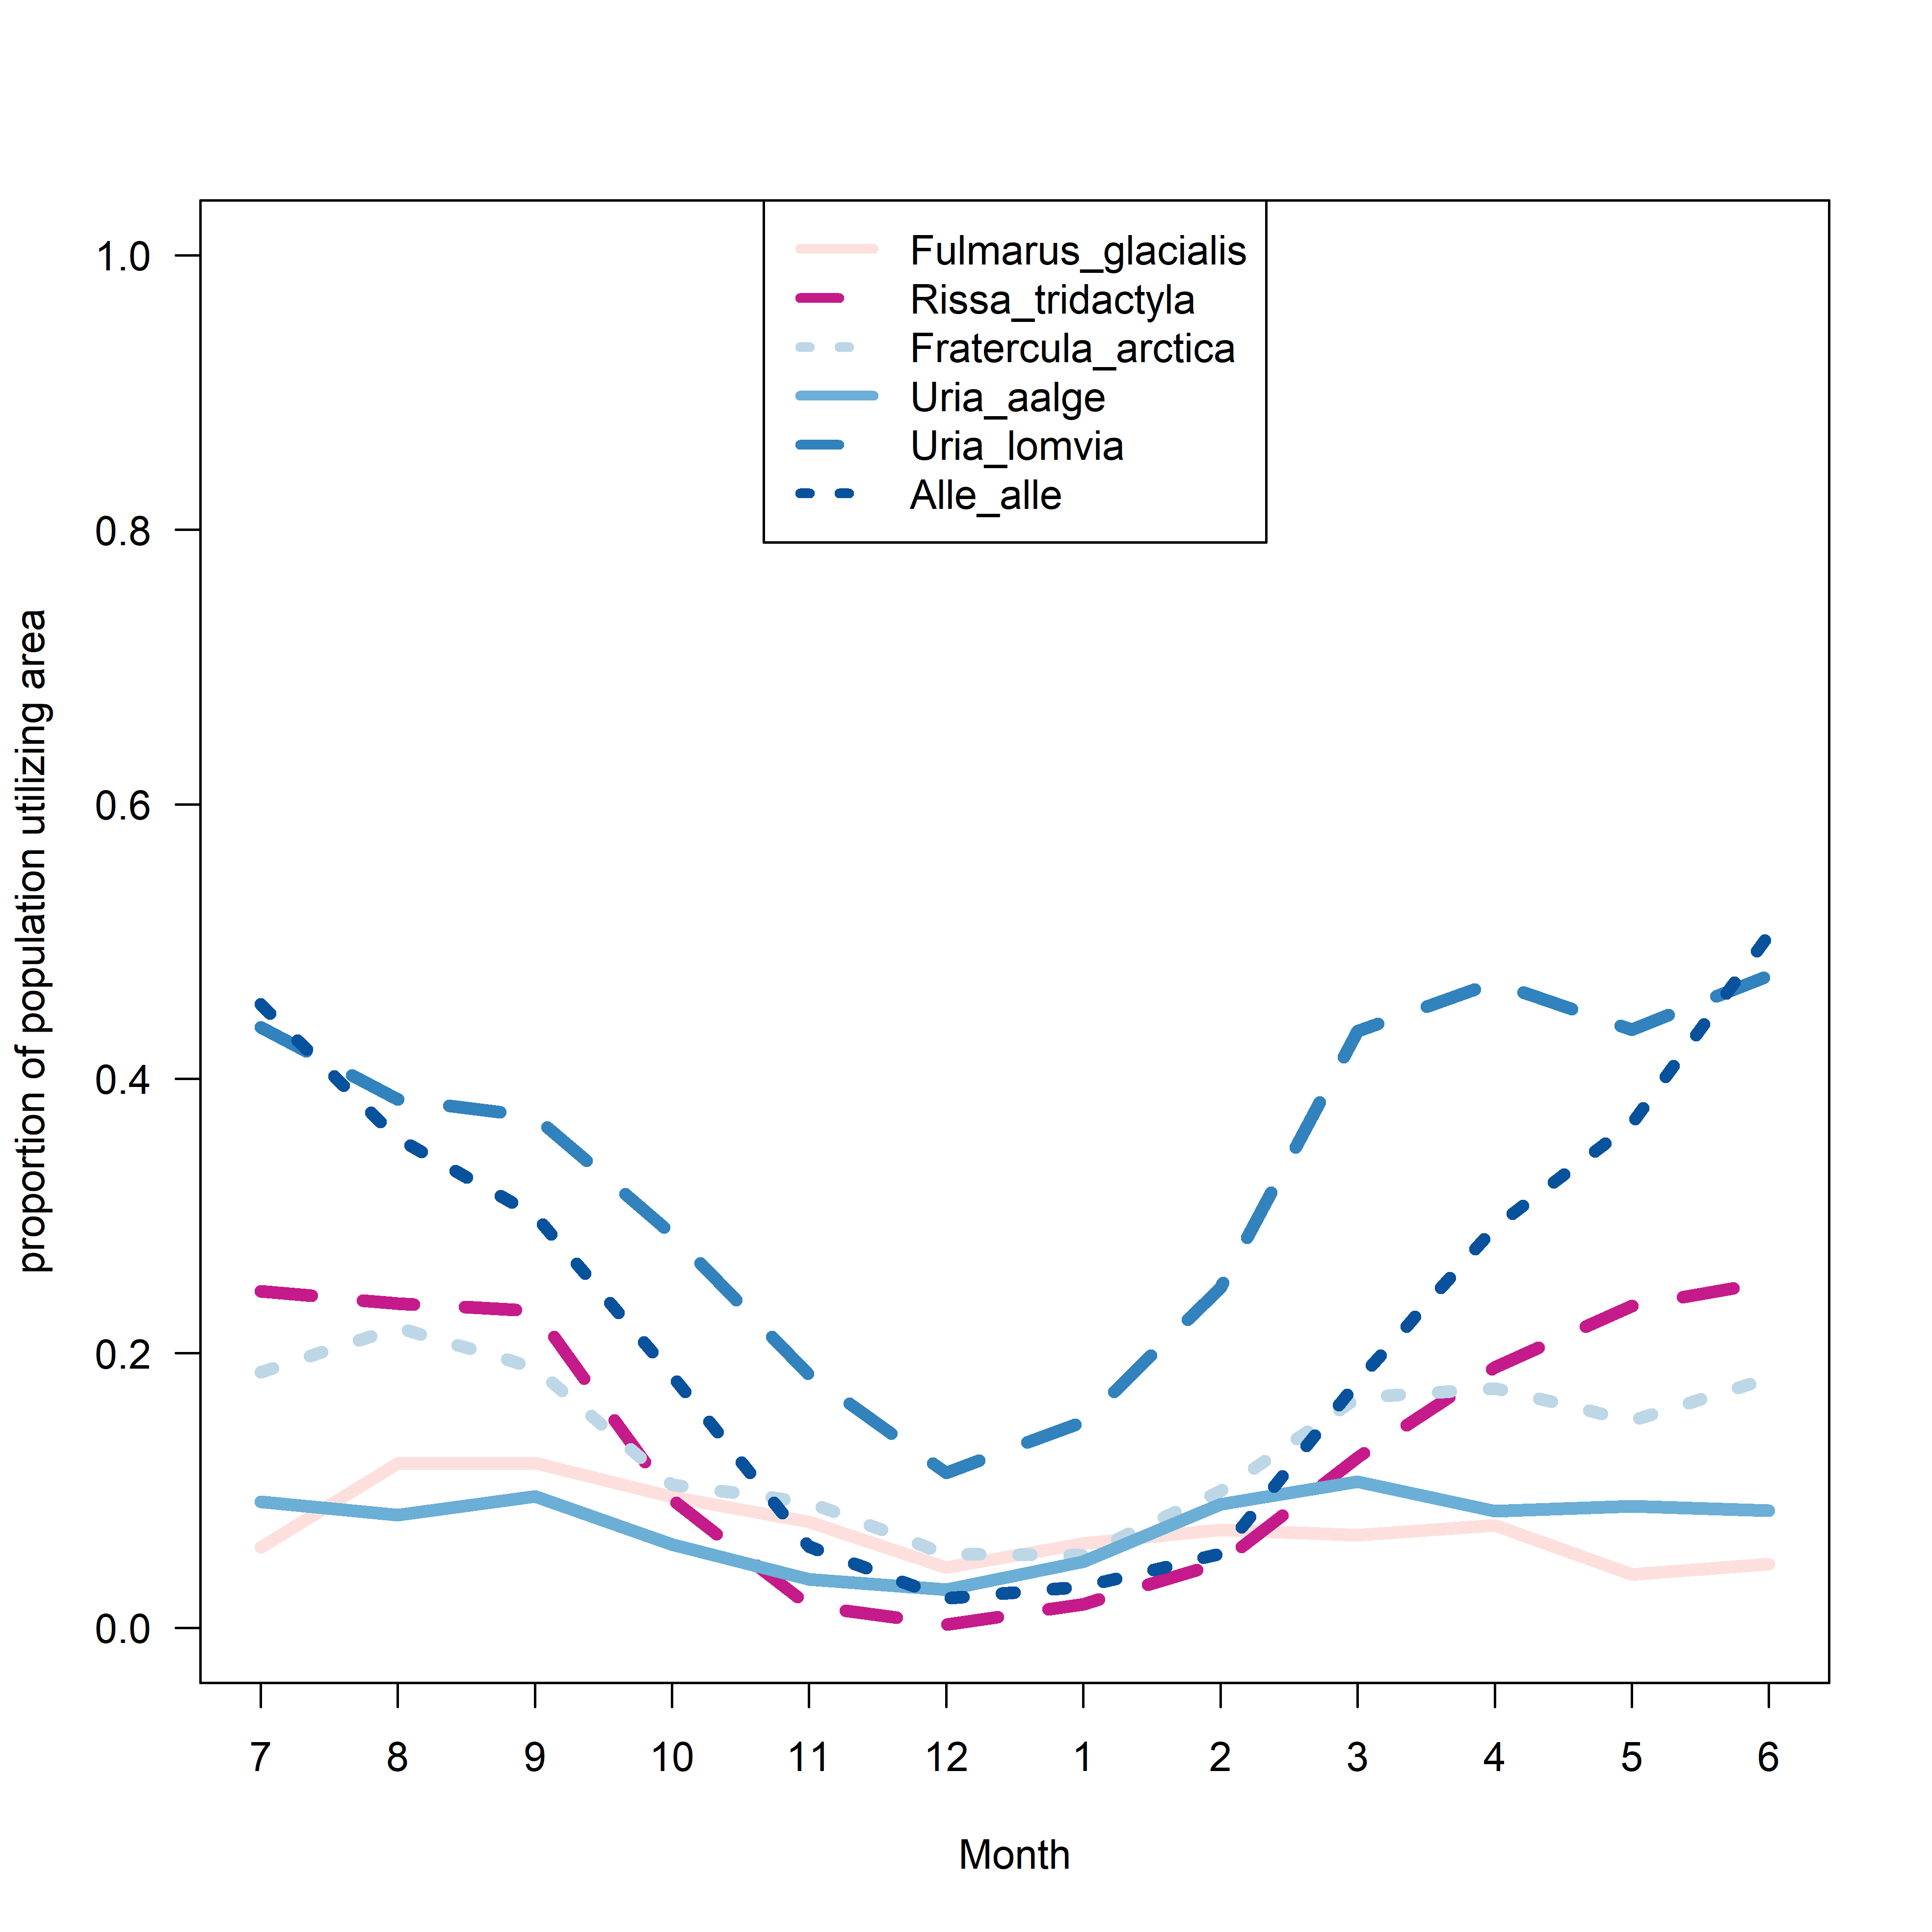 Fulmarus_glacialis
Rissa_tridactyla
Fratercula_arctica
Uria_aalge
Uria_lomvia
Alle_alle
1.0
0.8
0.6
0.4
0.2
0.0
proportion of population utilizing area
7 8 9 10 11 12 1 2 3 4 5 6
Month